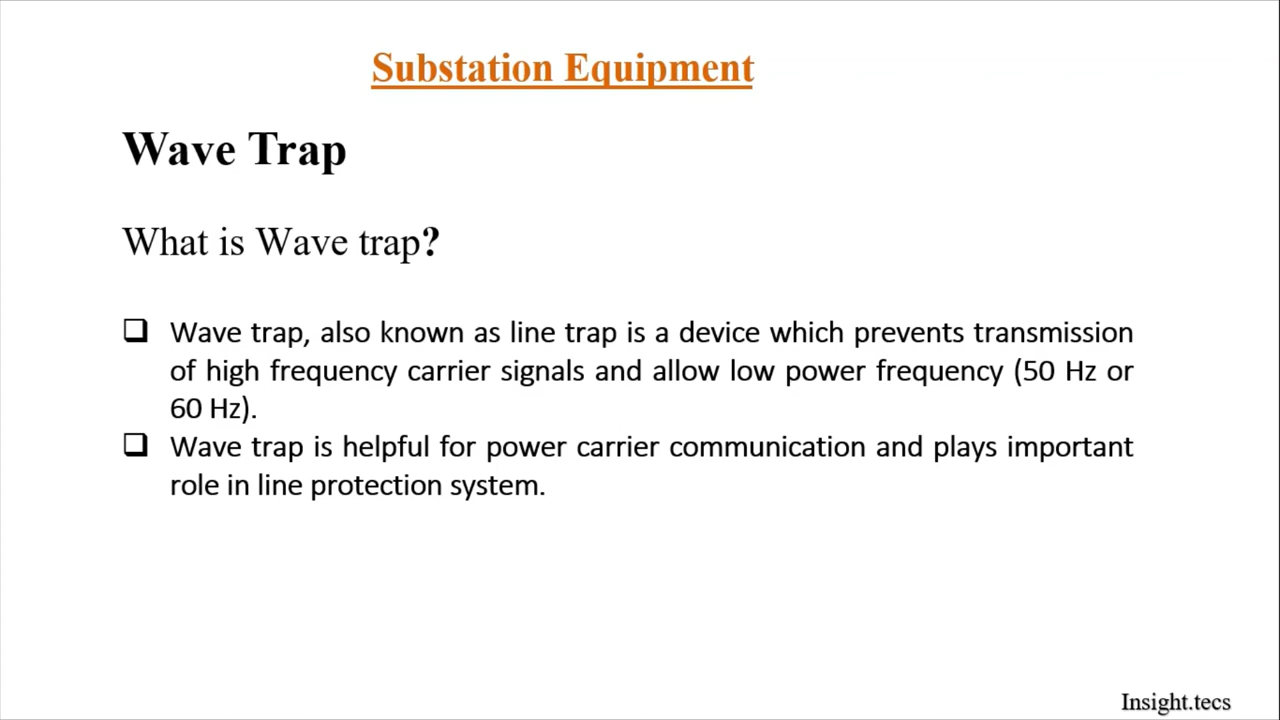 Substation Equipment
Wave Trap
What is Wave trap?
Wave trap, also known as line trap is a device which prevents transmission
of high frequency carrier signals and allow low power frequency (50 Hz or
60 Hz).
Wave trap is helpful for power carrier communication and plays important
role in line protection system.
Insight.tecs